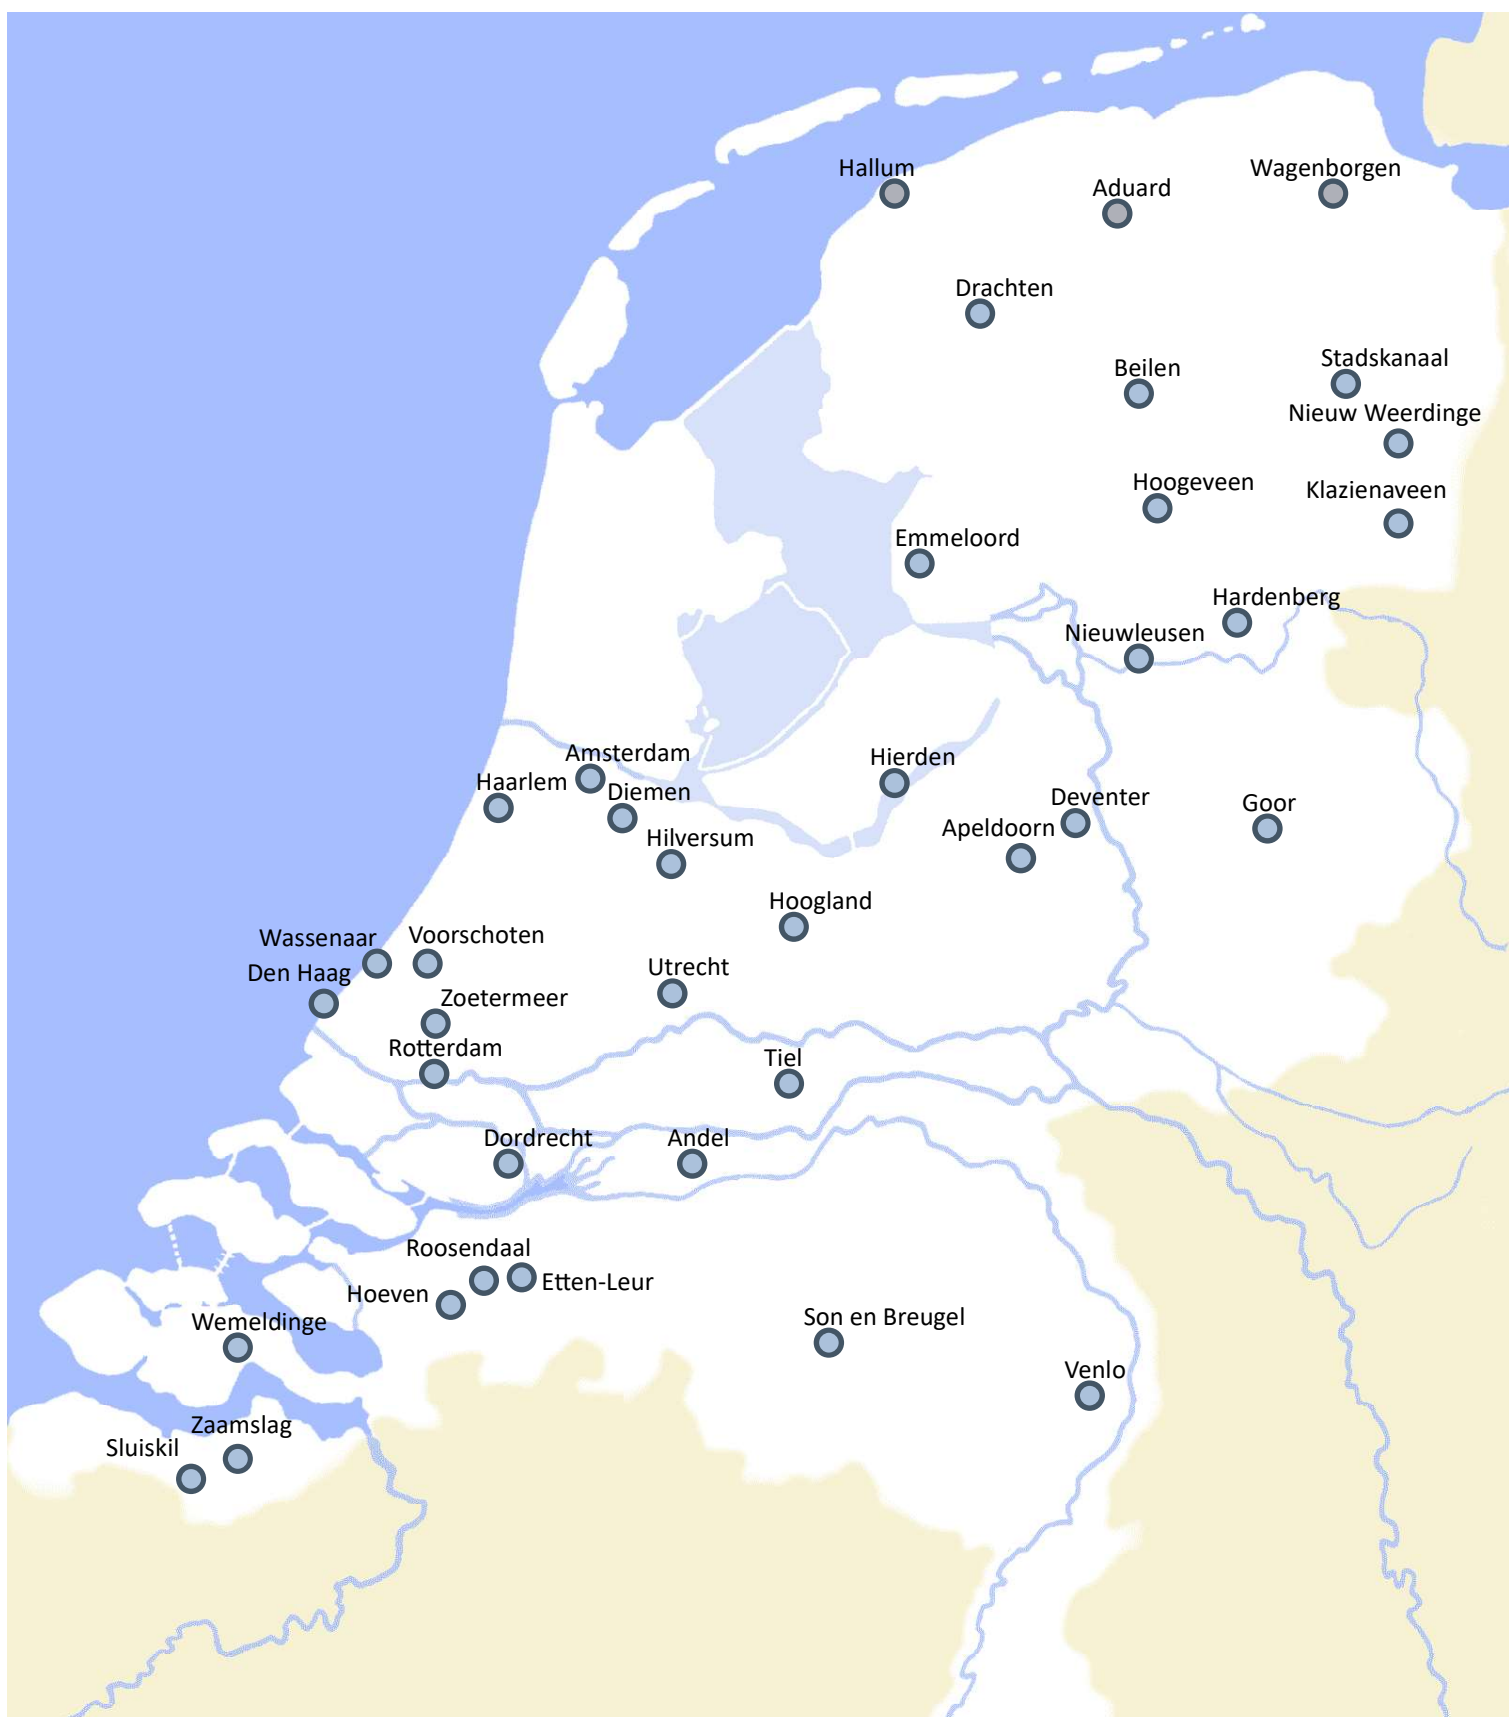 Hallum
Wagenborgen
Aduard
Drachten
Stadskanaal
Beilen
Nieuw Weerdinge
Hoogeveen
Klazienaveen
Emmeloord
Hardenberg
Nieuwleusen
Amsterdam
Hierden
Haarlem
Diemen
Deventer
Goor
Apeldoorn
Hilversum
Hoogland
Wassenaar
Voorschoten
Utrecht
Den Haag
Zoetermeer
Rotterdam
Tiel
Dordrecht
Andel
Roosendaal
Etten-Leur
Hoeven
Son en Breugel
Wemeldinge
Venlo
Zaamslag
Sluiskil